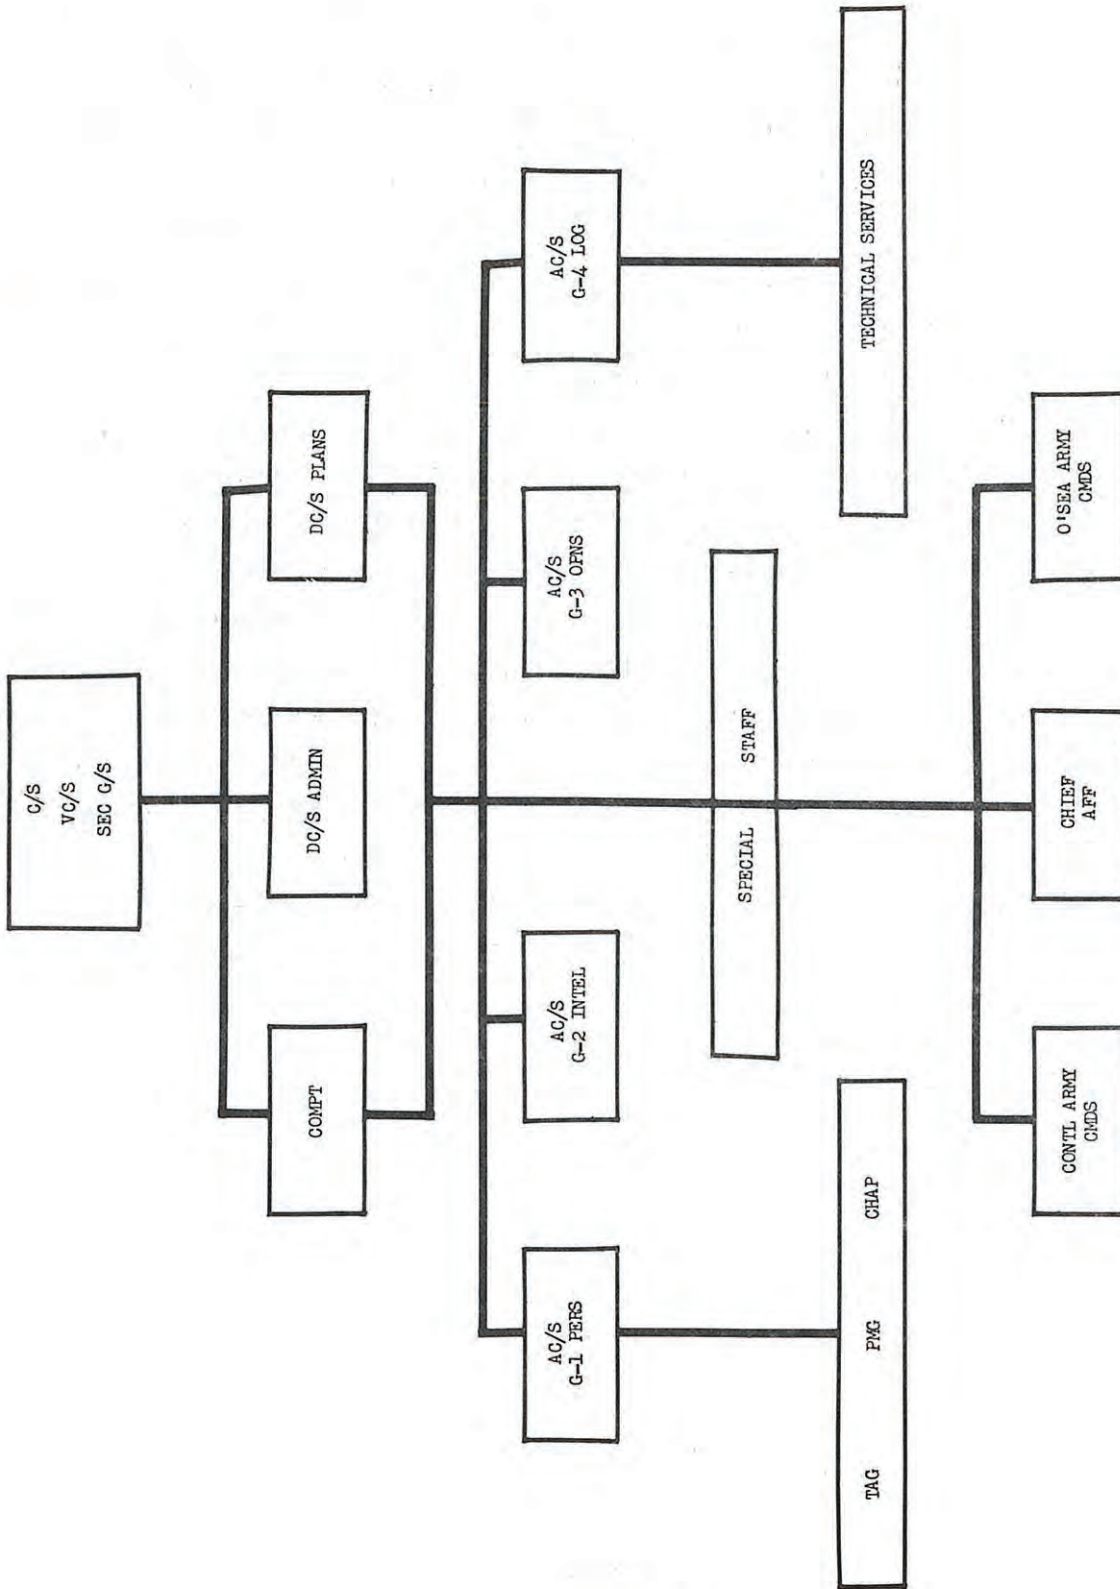 C/S
VC/S
SEC G/S
COMPT
DC/S ADMIN
DC/S PLANS
AC/S
G-1 PERS
AC/S
G-2 INTEL
AC/S
G-3 OPNS
AC/S
G-4 LOG
SPECIAL STAFF
TAG PMG CHAP
TECHNICAL SERVICES
CONTL ARMY
CMDS
CHIEF
AFF
O'SEA ARMY
CMDS